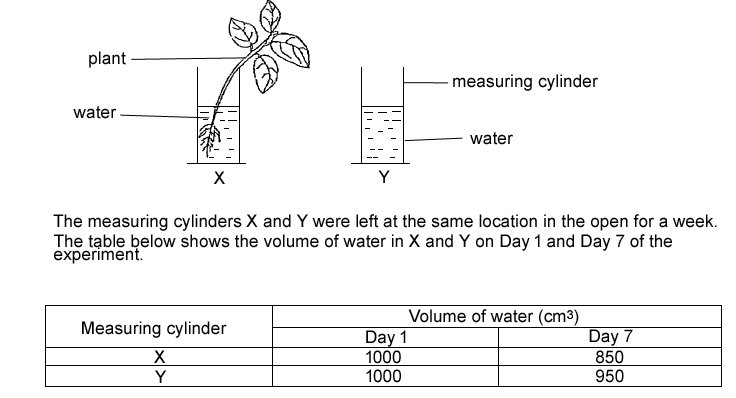 plant
measuring cylinder
water
water
X
Y
The measuring cylinders X and Y were left at the same location in the open for a week.
The table below shows the volume of water in X and Y on Day 1 and Day 7 of the
experiment.
Measuring cylinder
Volume of water (cm³)
Day 1
Day 7
X 1000 850
Y 1000 950